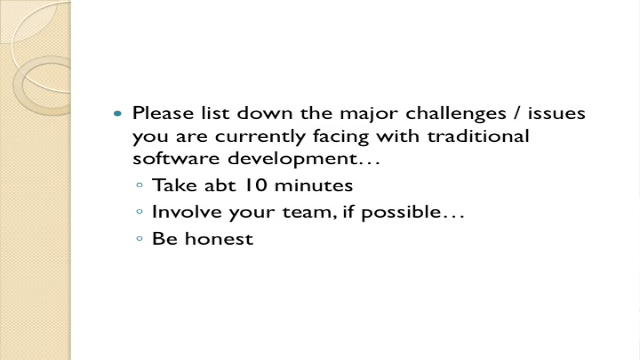 • Please list down the major challenges / issues
you are currently facing with traditional
software development…
◦ Take abt 10 minutes
◦ Involve your team, if possible…
◦ Be honest